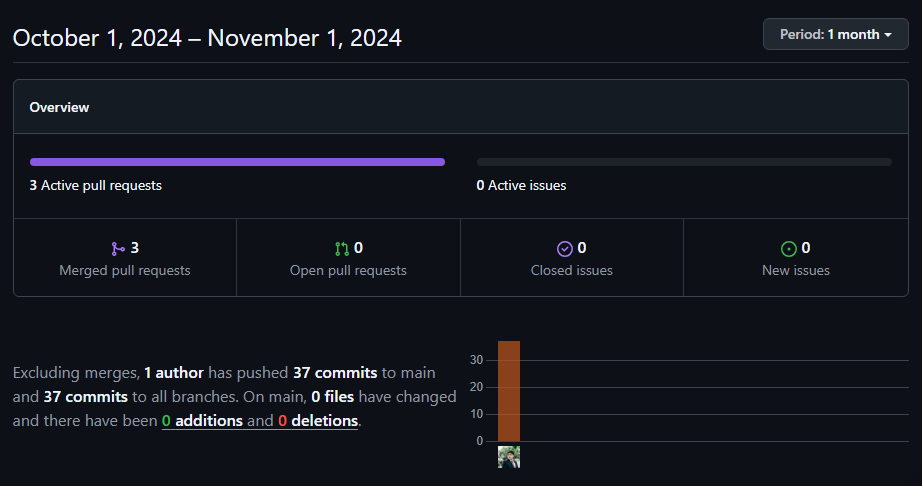 October 1, 2024 – November 1, 2024
Period: 1 month
Overview
3 Active pull requests
0 Active issues
3
Merged pull requests
0
Open pull requests
0
Closed issues
0
New issues
Excluding merges, 1 author has pushed 37 commits to main
and 37 commits to all branches. On main, 0 files have changed
and there have been 0 additions and 0 deletions.
30
20
10
0